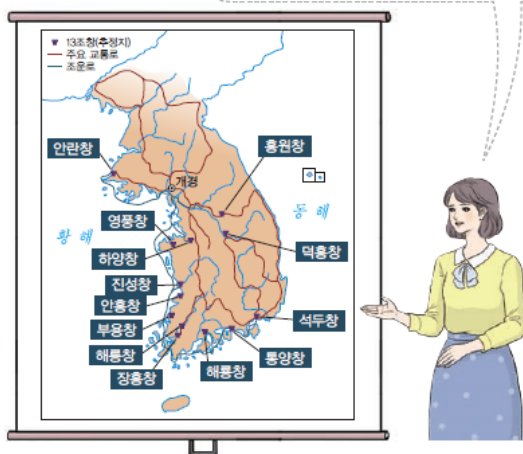 13조창(추정지)
주요 교통로
조운로
안란창
흥원창
개경
동해
영풍창
황해
덕흥창
하양창
진성창
안흥창
부용창
석두창
해룡창
통양창
해룡창
장흥창